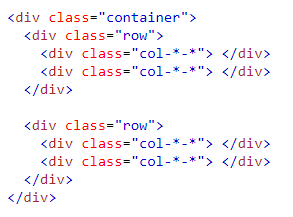 <div class="container">
  <div class="row">
    <div class="col-*-*"> </div>
    <div class="col-*-*"> </div>
  </div>

  <div class="row">
    <div class="col-*-*"> </div>
    <div class="col-*-*"> </div>
  </div>
</div>